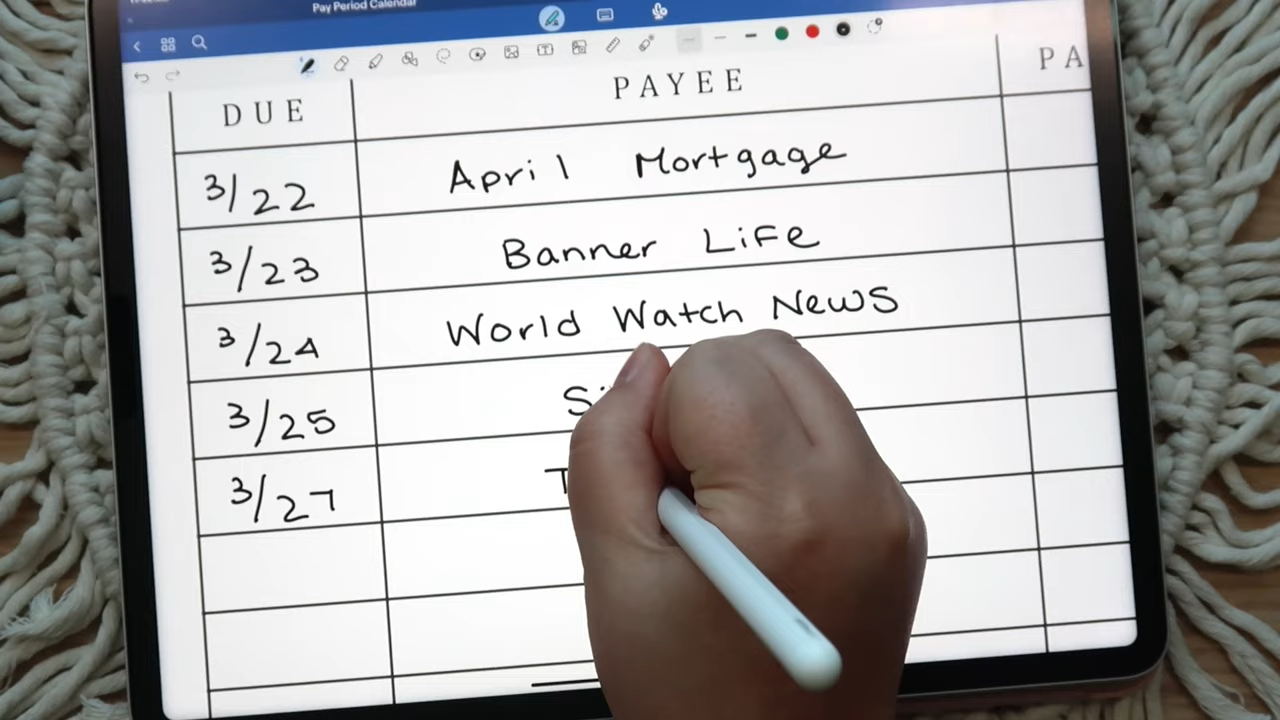 Pay Period Calendar
DUE PAYEE PA
3/22 April Mortgage
3/23 Banner Life
3/24 World Watch News
3/25
3/27